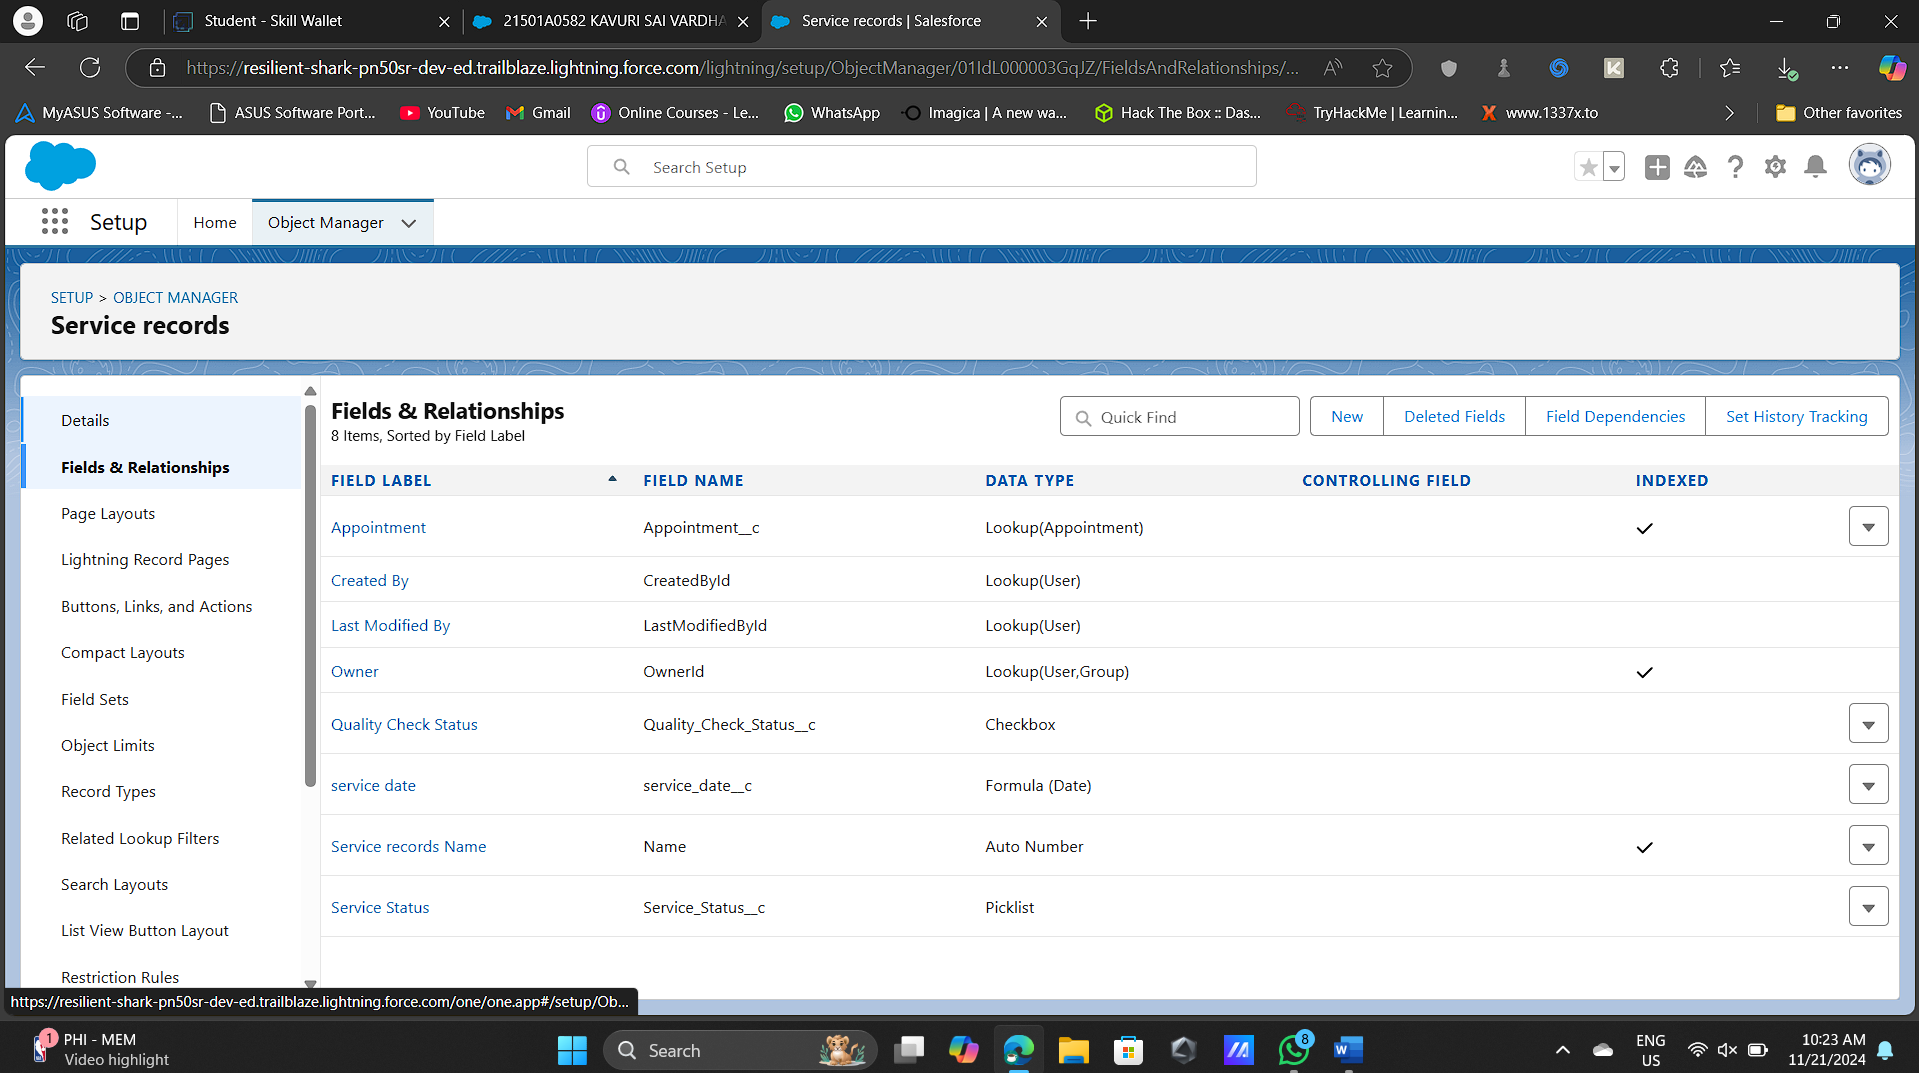 Student - Skill Wallet
21501A0582 KAVURI SAI VARDHA
Service records | Salesforce
https://resilient-shark-pn50sr-dev-ed.trailblaze.lightning.force.com/lightning/setup/ObjectManager/01IdL000003GqJZ/FieldsAndRelationships/...
MyASUS Software -...
ASUS Software Port...
YouTube
Gmail
Online Courses - Le...
WhatsApp
Imagica | A new wa...
Hack The Box :: Das...
TryHackMe | Learnin...
www.1337x.to
Other favorites
Search Setup
Setup
Home
Object Manager
SETUP > OBJECT MANAGER
Service records
Details
Fields & Relationships
Page Layouts
Lightning Record Pages
Buttons, Links, and Actions
Compact Layouts
Field Sets
Object Limits
Record Types
Related Lookup Filters
Search Layouts
List View Button Layout
Restriction Rules
Fields & Relationships
8 Items, Sorted by Field Label
Quick Find
New
Deleted Fields
Field Dependencies
Set History Tracking
FIELD LABEL FIELD NAME DATA TYPE CONTROLLING FIELD INDEXED
Appointment Appointment__c Lookup(Appointment)
Created By CreatedById Lookup(User)
Last Modified By LastModifiedById Lookup(User)
Owner OwnerId Lookup(User,Group)
Quality Check Status Quality_Check_Status__c Checkbox
service date service_date__c Formula (Date)
Service records Name Name Auto Number
Service Status Service_Status__c Picklist
https://resilient-shark-pn50sr-dev-ed.trailblaze.lightning.force.com/one/one.app#/setup/Ob...
1
PHI - MEM
Video highlight
Search
8
ENG
US
10:23 AM
11/21/2024